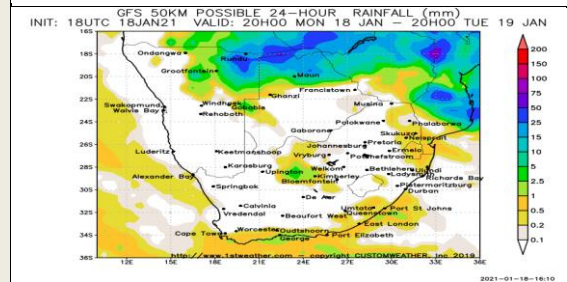 GFS 50KM POSSIBLE 24-HOUR RAINFALL (mm)
INIT: 18UTC 18JAN21 VALID: 20H00 MON 18 JAN - 20H00 TUE 19 JAN
16S
18S
20S
22S
24S
26S
28S
30S
32S
34S
36S
Ondangwa
Rundu
Grootfontein
Maun
Ghanzi
Francistown
Musina
Swakopmund
Walvis Bay
Windhoek
Gobabis
Rehoboth
Polokwane
Phalaborwa
Gaborone
Skukuza
Nelspruit
Pretoria
Johannesburg
Ermelo
Luderitz
Keetmanshoop
Vryburg
Potchefstroom
Karasburg
Upington
Welkom
Bethlehem
Ladysmith
Ulundi
Richards Bay
Alexander Bay
Kimberley
Bloemfontein
Springbok
Pietermaritzburg
Durban
De Aar
Calvinia
Vredendal
Umtata
Port St Johns
Queenstown
Beaufort West
East London
Cape Town
Worcester
Oudtshoorn
George
Port Elizabeth
http://www.1stweather.com - copyright CUSTOMWEATHER, Inc 2019
12E 15E 18E 21E 24E 27E 30E 33E 36E
200
150
100
75
50
25
15
10
5
2.5
1
0.5
0.2
0.1
2021-01-18-16:10